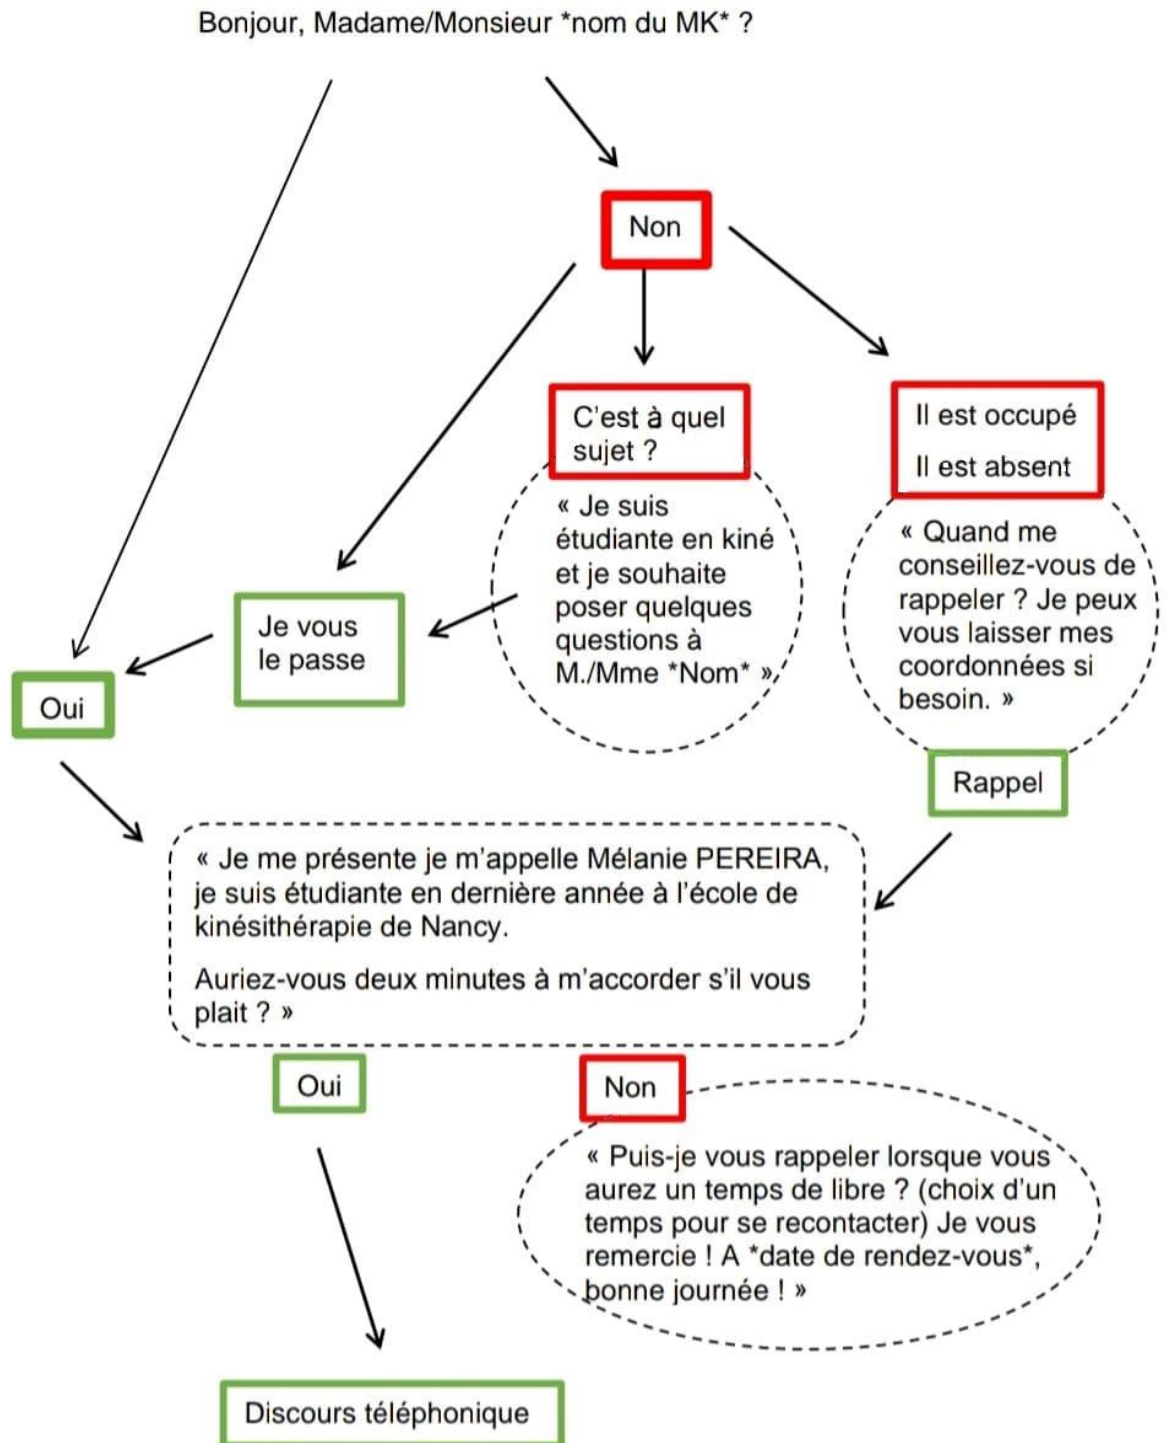 Bonjour, Madame/Monsieur *nom du MK* ?
Non
C'est à quel
sujet ?
Il est occupé
Il est absent
« Je suis
étudiante en kiné
et je souhaite
poser quelques
questions à
M./Mme *Nom* »
« Quand me
conseillez-vous de
rappeler ? Je peux
vous laisser mes
coordonnées si
besoin. »
Je vous
le passe
Oui
Rappel
« Je me présente je m'appelle Mélanie PEREIRA,
je suis étudiante en dernière année à l'école de
kinésithérapie de Nancy.
Auriez-vous deux minutes à m'accorder s'il vous
plait ? »
Oui
Non
« Puis-je vous rappeler lorsque vous
aurez un temps de libre ? (choix d'un
temps pour se recontacter) Je vous
remercie ! A *date de rendez-vous*,
bonne journée ! »
Discours téléphonique